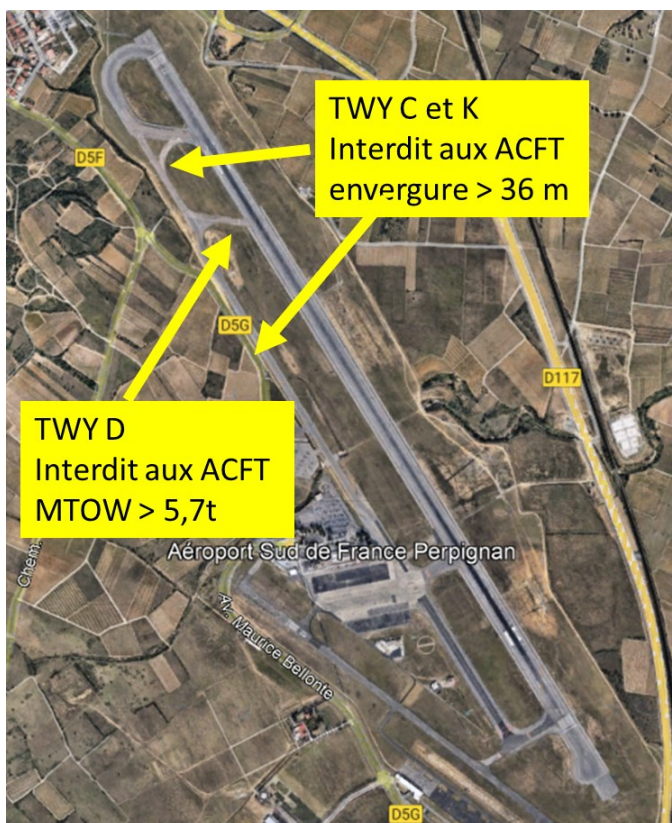 TWY C et K
Interdit aux ACFT
envergure > 36 m
D5F
D5G
D117
TWY D
Interdit aux ACFT
MTOW > 5,7t
Chem.
Aéroport Sud de France Perpignan
Av. Maurice Bellonte
D5G